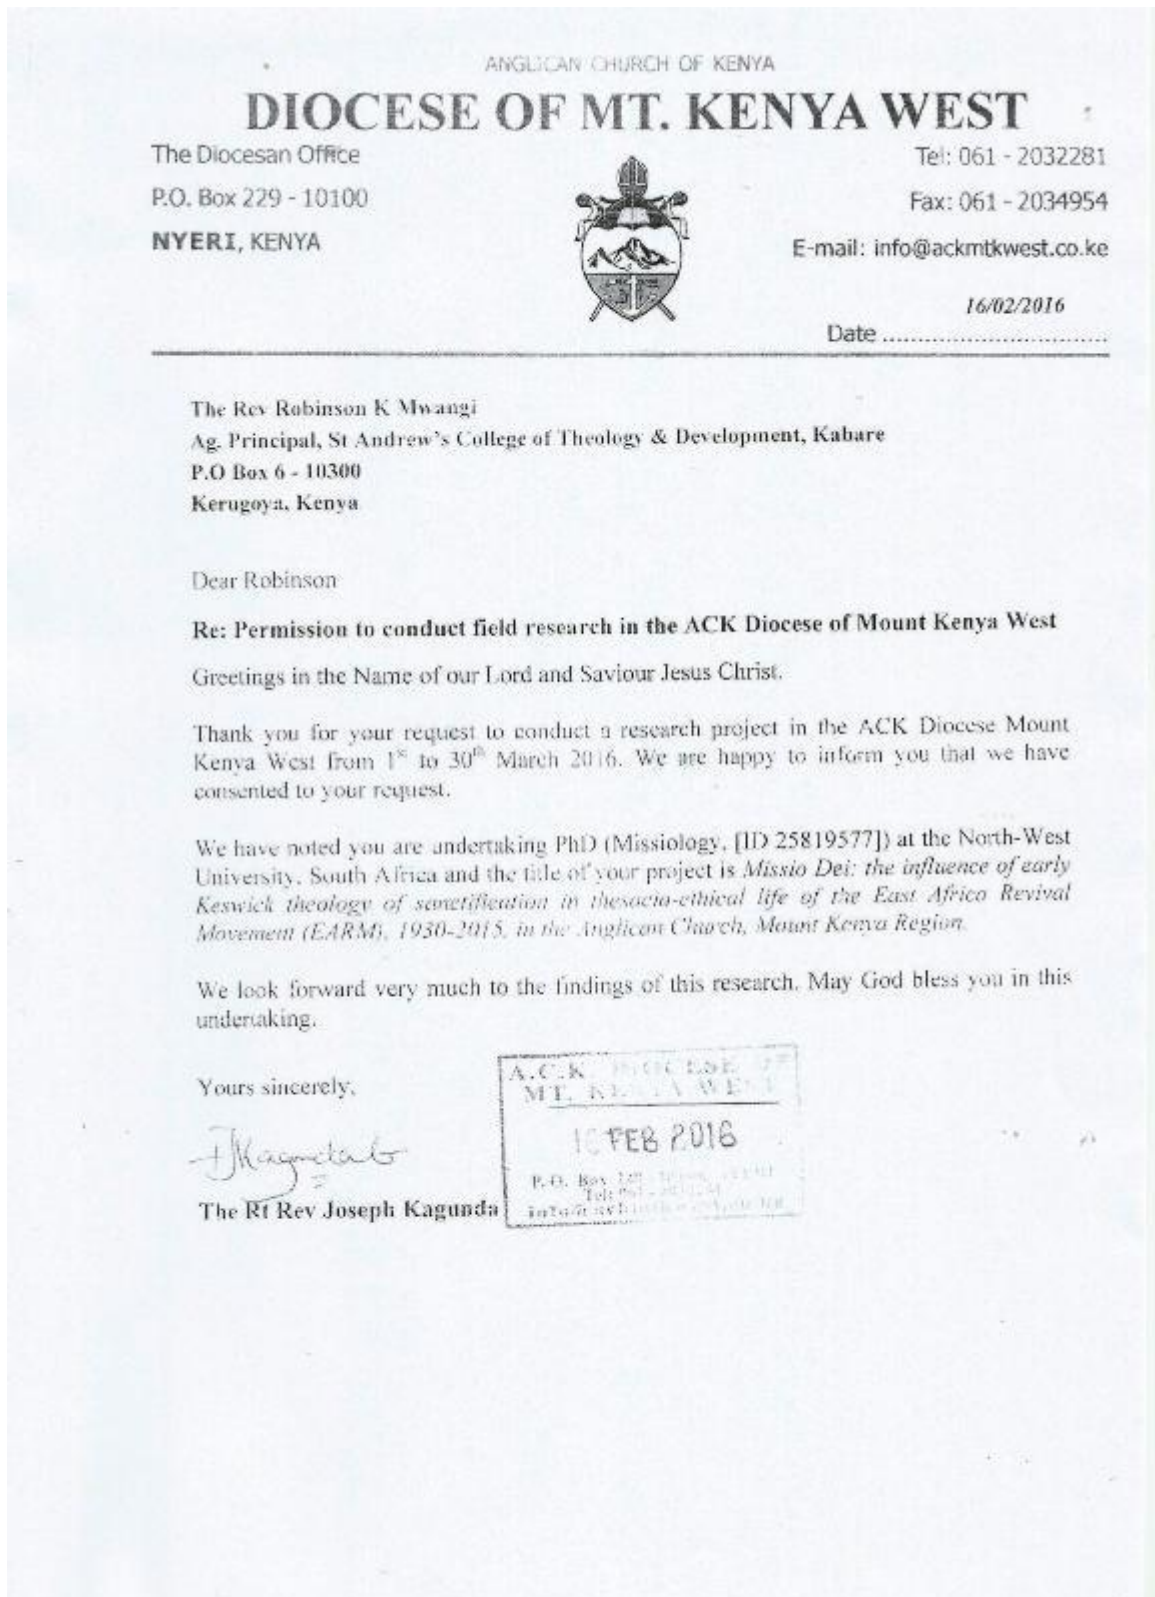 ANGLICAN CHURCH OF KENYA
DIOCESE OF MT. KENYA WEST
The Diocesan Office
P.O. Box 229 - 10100
NYERI, KENYA
Tel: 061 - 2032281
Fax: 061 - 2034954
E-mail: info@ackmtkwest.co.ke
16/02/2016
Date ................................
The Rev Robinson K Mwangi
Ag. Principal, St Andrew's College of Theology & Development, Kabare
P.O Box 6 - 10300
Kerugoya, Kenya
Dear Robinson
Re: Permission to conduct field research in the ACK Diocese of Mount Kenya West
Greetings in the Name of our Lord and Saviour Jesus Christ.
Thank you for your request to conduct a research project in the ACK Diocese Mount
Kenya West from 1st to 30th March 2016. We are happy to inform you that we have
consented to your request.
We have noted you are undertaking PhD (Missiology, [ID 25819577]) at the North-West
University, South Africa and the title of your project is Missio Dei: the influence of early
Keswick theology of sanctification in thesocio-ethical life of the East Africa Revival
Movement (EARM), 1930-2015, in the Anglican Church, Mount Kenya Region.
We look forward very much to the findings of this research. May God bless you in this
undertaking.
Yours sincerely,
The Rt Rev Joseph Kagunda
A.C.K. DIOCESE OF
MT. KENYA WEST
FEB 2016
P.O. Box
Tel: